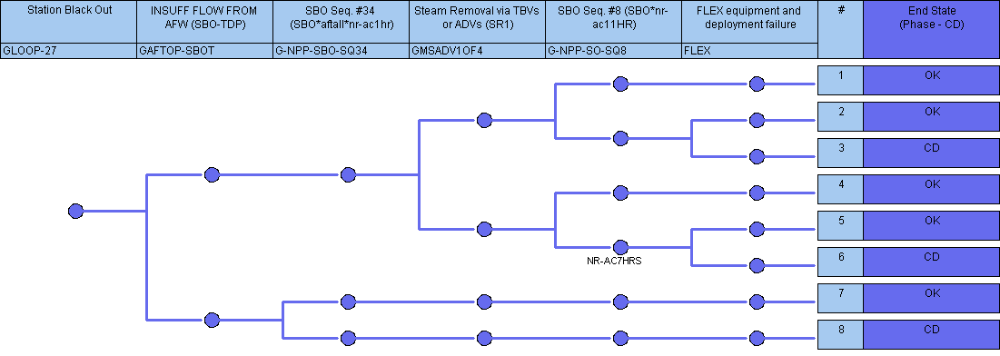 Station Black Out
INSUFF FLOW FROM
AFW (SBO-TDP)
SBO Seq. #34
(SBO*aftall*nr-ac1hr)
Steam Removal via TBVs
or ADVs (SR1)
SBO Seq. #8 (SBO*nr-
ac11HR)
FLEX equipment and
deployment failure
#
End State
(Phase - CD)
GLOOP-27
GAFTOP-SBOT
G-NPP-SBO-SQ34
GMSADV1OF4
G-NPP-SO-SQ8
FLEX
1
OK
2
OK
3
CD
4
OK
5
OK
NR-AC7HRS
6
CD
7
OK
8
CD